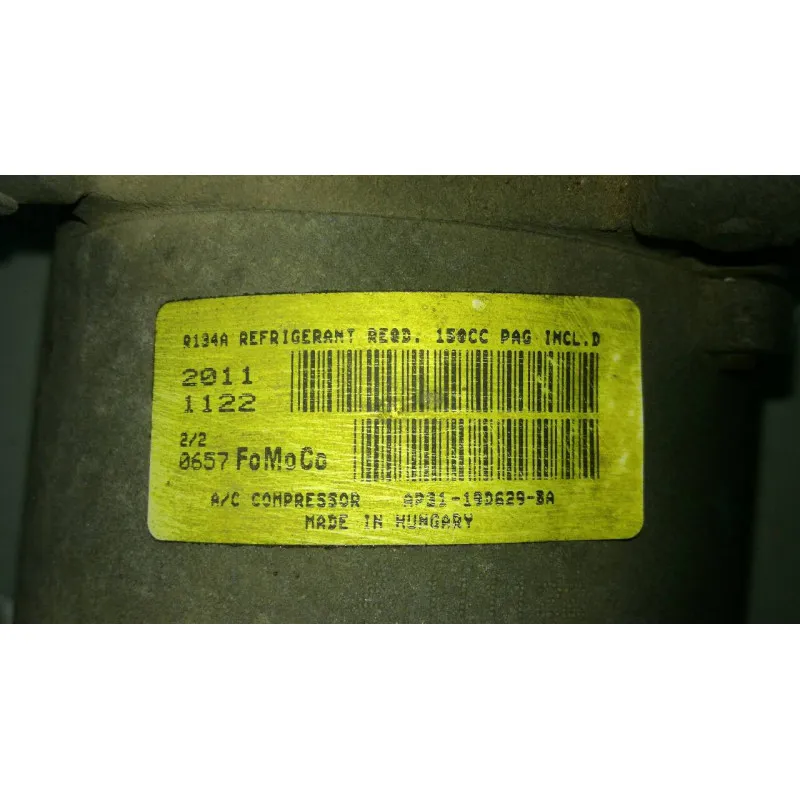 R134A REFRIGERANT REQD. 150CC PAG INCL.D
2011
1122
2/2
0657 FoMoCo
A/C COMPRESSOR AP31-19D629-BA
MADE IN HUNGARY